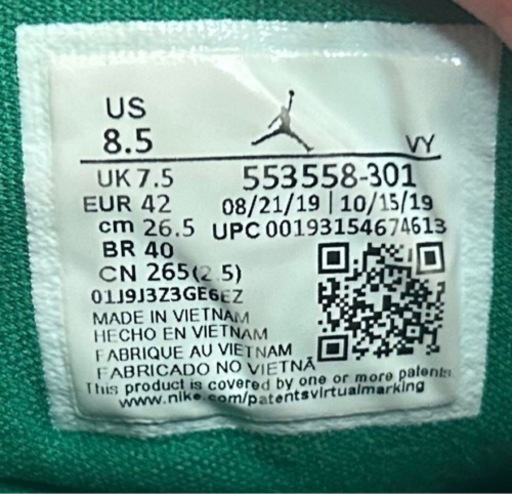 US
8.5
VY
UK 7.5 553558-301
EUR 42 08/21/19 | 10/15/19
cm 26.5 UPC 00193154674613
BR 40
CN 265(2.5)
01J9J3Z3GE6EZ
MADE IN VIETNAM
HECHO EN VIETNAM
FABRIQUE AU VIETNAM
FABRICADO NO VIETNÃ
This product is covered by one or more patents
www.nike.com/patentsvirtualmarking